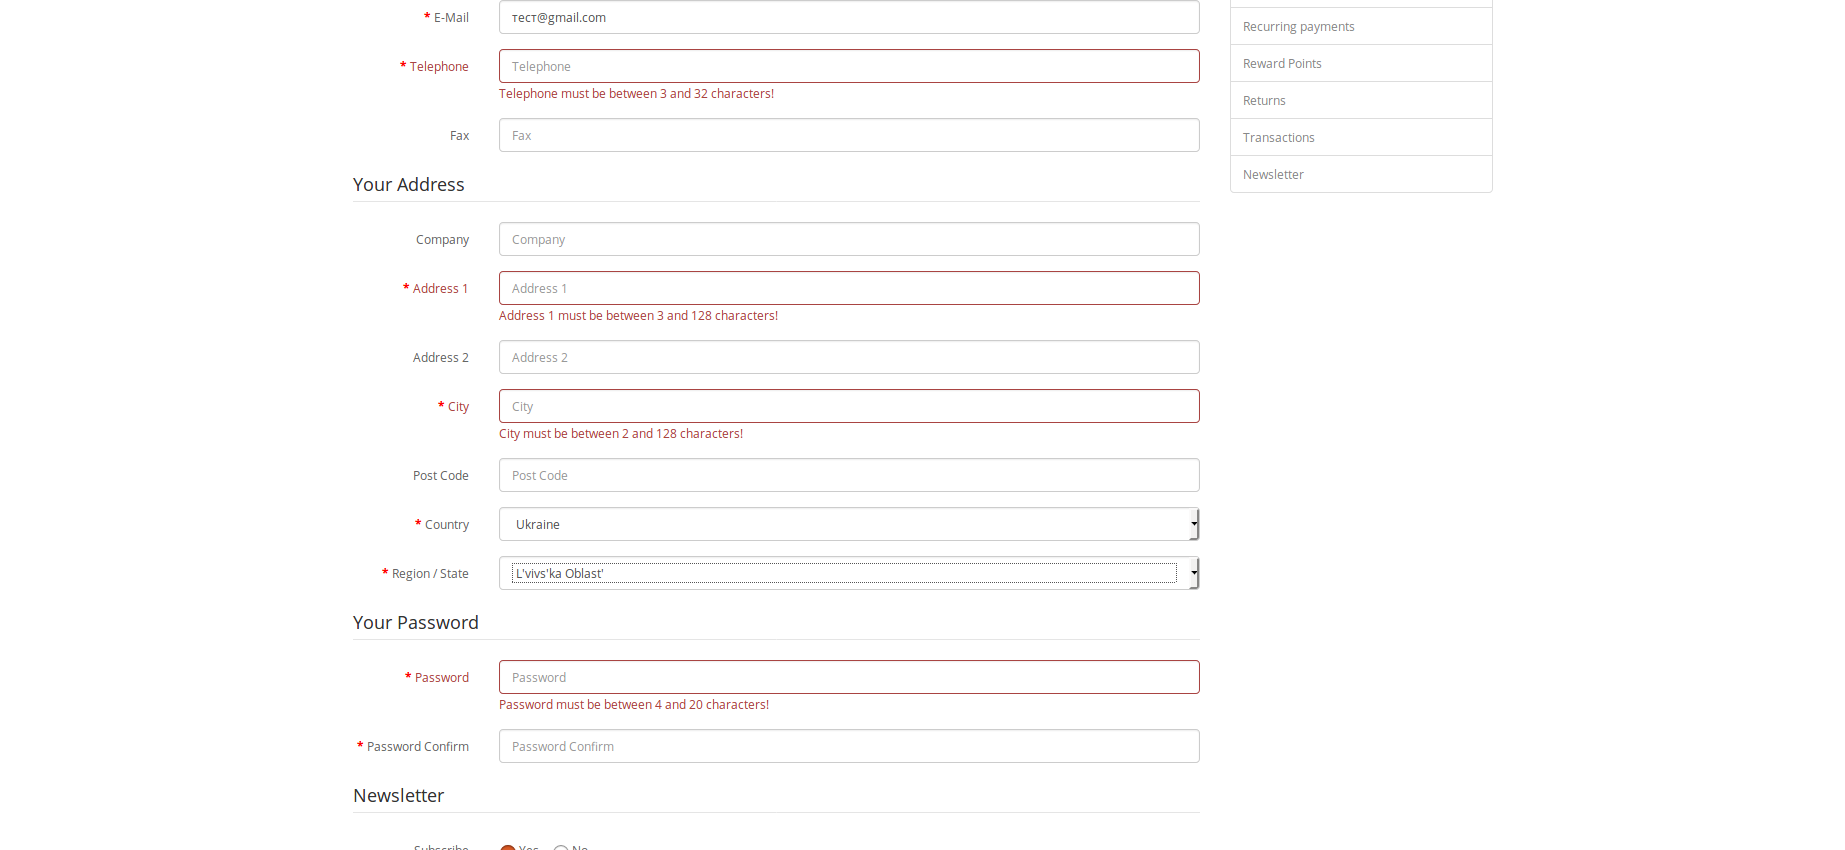 * E-Mail
тест@gmail.com
* Telephone
Telephone
Telephone must be between 3 and 32 characters!
Fax
Fax
Your Address
Company
Company
* Address 1
Address 1
Address 1 must be between 3 and 128 characters!
Address 2
Address 2
* City
City
City must be between 2 and 128 characters!
Post Code
Post Code
* Country
Ukraine
* Region / State
L'vivs'ka Oblast'
Your Password
* Password
Password
Password must be between 4 and 20 characters!
* Password Confirm
Password Confirm
Newsletter
Subscribe
Yes
No
Recurring payments
Reward Points
Returns
Transactions
Newsletter